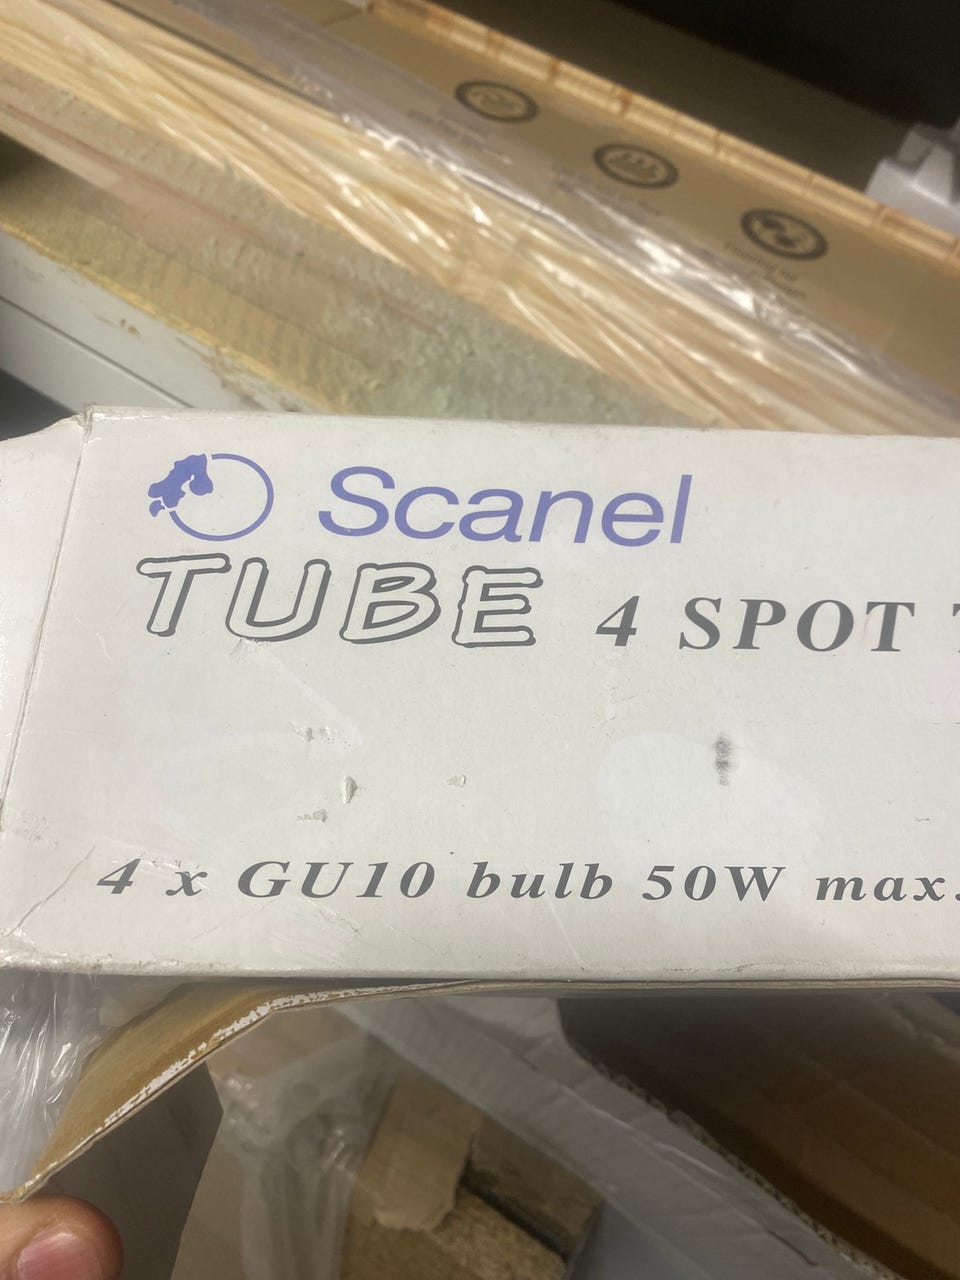 Scanel
TUBE 4 SPOT
4 x GU10 bulb 50W max.